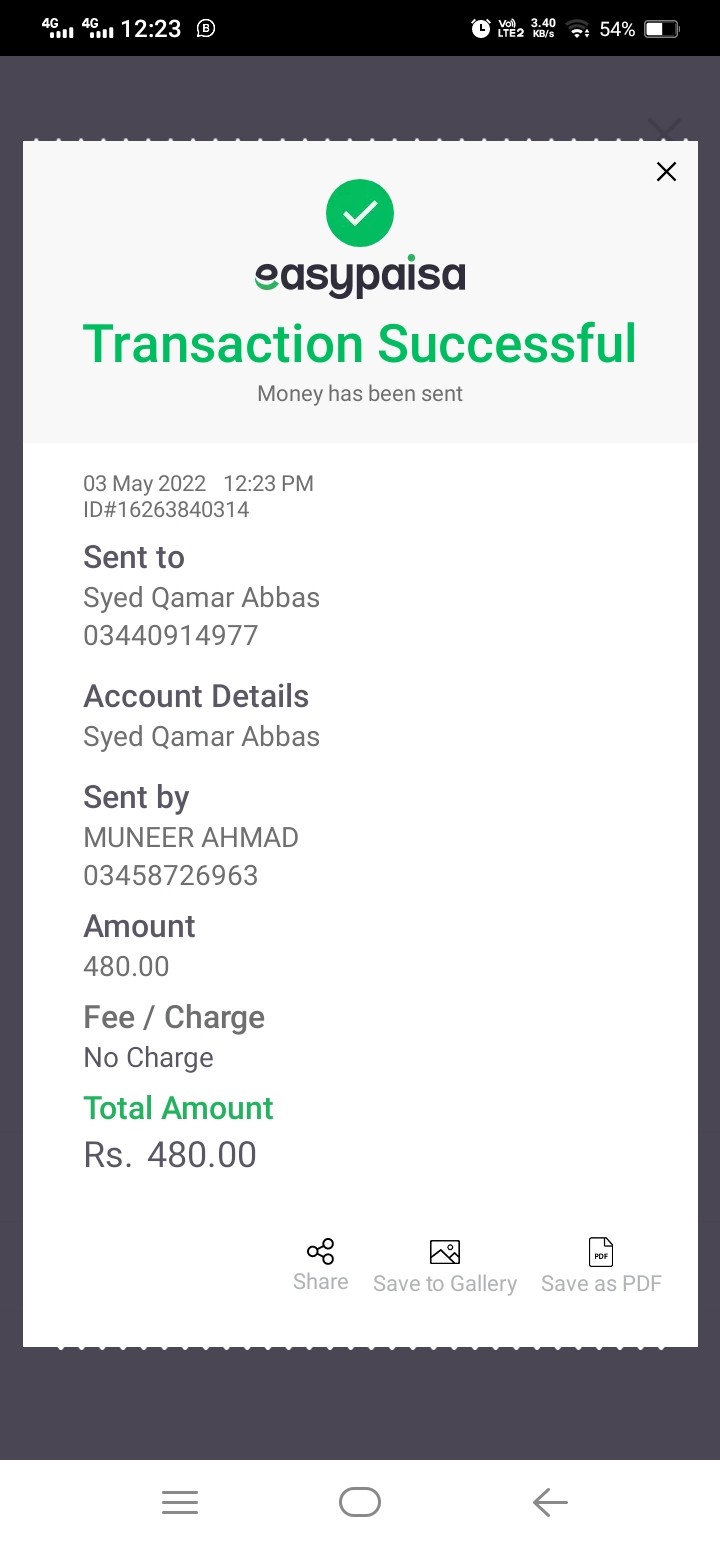 4G 4G 12:23 B Vo) LTE2 3.40 KB/s 54%
easypaisa
Transaction Successful
Money has been sent
03 May 2022 12:23 PM
ID#16263840314
Sent to
Syed Qamar Abbas
03440914977
Account Details
Syed Qamar Abbas
Sent by
MUNEER AHMAD
03458726963
Amount
480.00
Fee / Charge
No Charge
Total Amount
Rs. 480.00
PDF
Share Save to Gallery Save as PDF